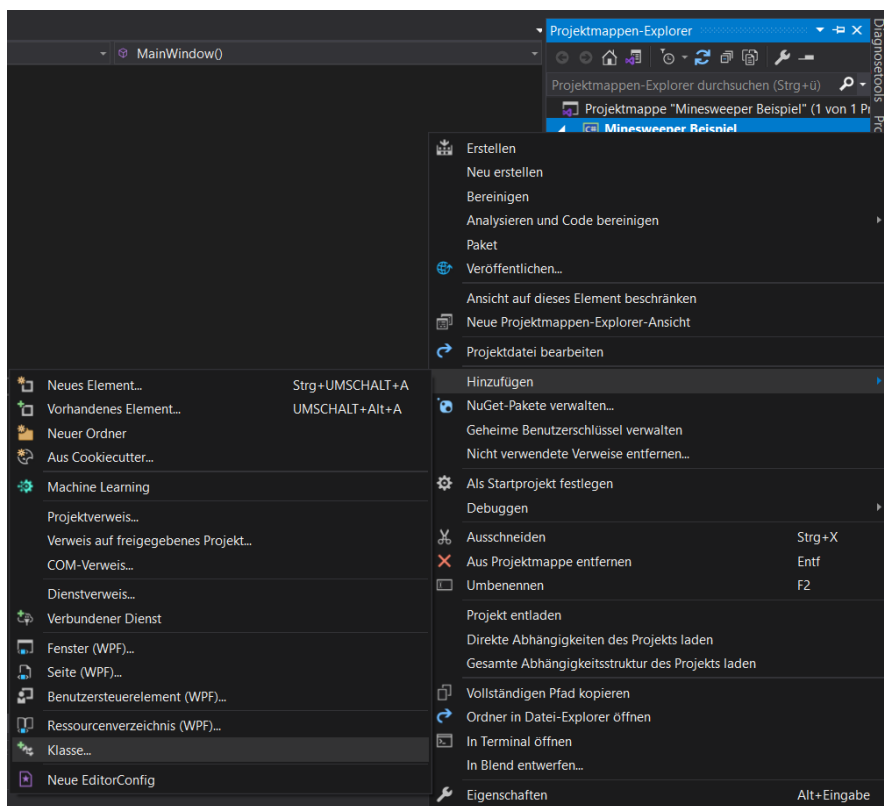 Projektmappen-Explorer
MainWindow()
Projektmappen-Explorer durchsuchen (Strg+ü)
Projektmappe "Minesweeper Beispiel" (1 von 1 Pr
Minesweeper Beispiel
Diagnosetools
Erstellen
Neu erstellen
Bereinigen
Analysieren und Code bereinigen
Paket
Veröffentlichen...
Ansicht auf dieses Element beschränken
Neue Projektmappen-Explorer-Ansicht
Projektdatei bearbeiten
Hinzufügen
NuGet-Pakete verwalten...
Geheime Benutzerschlüssel verwalten
Nicht verwendete Verweise entfernen...
Als Startprojekt festlegen
Debuggen
Ausschneiden Strg+X
Aus Projektmappe entfernen Entf
Umbenennen F2
Projekt entladen
Direkte Abhängigkeiten des Projekts laden
Gesamte Abhängigkeitsstruktur des Projekts laden
Vollständigen Pfad kopieren
Ordner in Datei-Explorer öffnen
In Terminal öffnen
In Blend entwerfen...
Eigenschaften Alt+Eingabe
Neues Element... Strg+UMSCHALT+A
Vorhandenes Element... UMSCHALT+Alt+A
Neuer Ordner
Aus Cookiecutter...
Machine Learning
Projektverweis...
Verweis auf freigegebenes Projekt...
COM-Verweis...
Dienstverweis...
Verbundener Dienst
Fenster (WPF)...
Seite (WPF)...
Benutzersteuerelement (WPF)...
Ressourcenverzeichnis (WPF)...
Klasse...
Neue EditorConfig